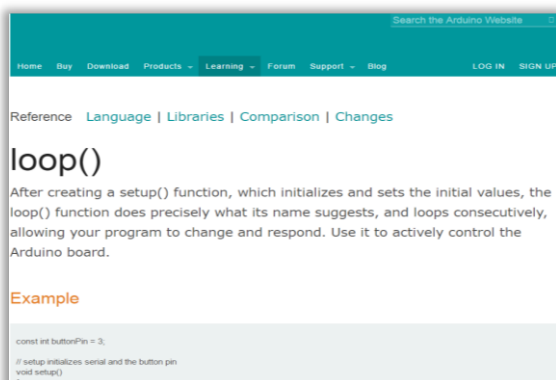 Search the Arduino Website
Home Buy Download Products Learning Forum Support Blog LOG IN SIGN UP
Reference Language | Libraries | Comparison | Changes
loop()
After creating a setup() function, which initializes and sets the initial values, the
loop() function does precisely what its name suggests, and loops consecutively,
allowing your program to change and respond. Use it to actively control the
Arduino board.
Example
const int buttonPin = 3;
// setup initializes serial and the button pin
void setup()